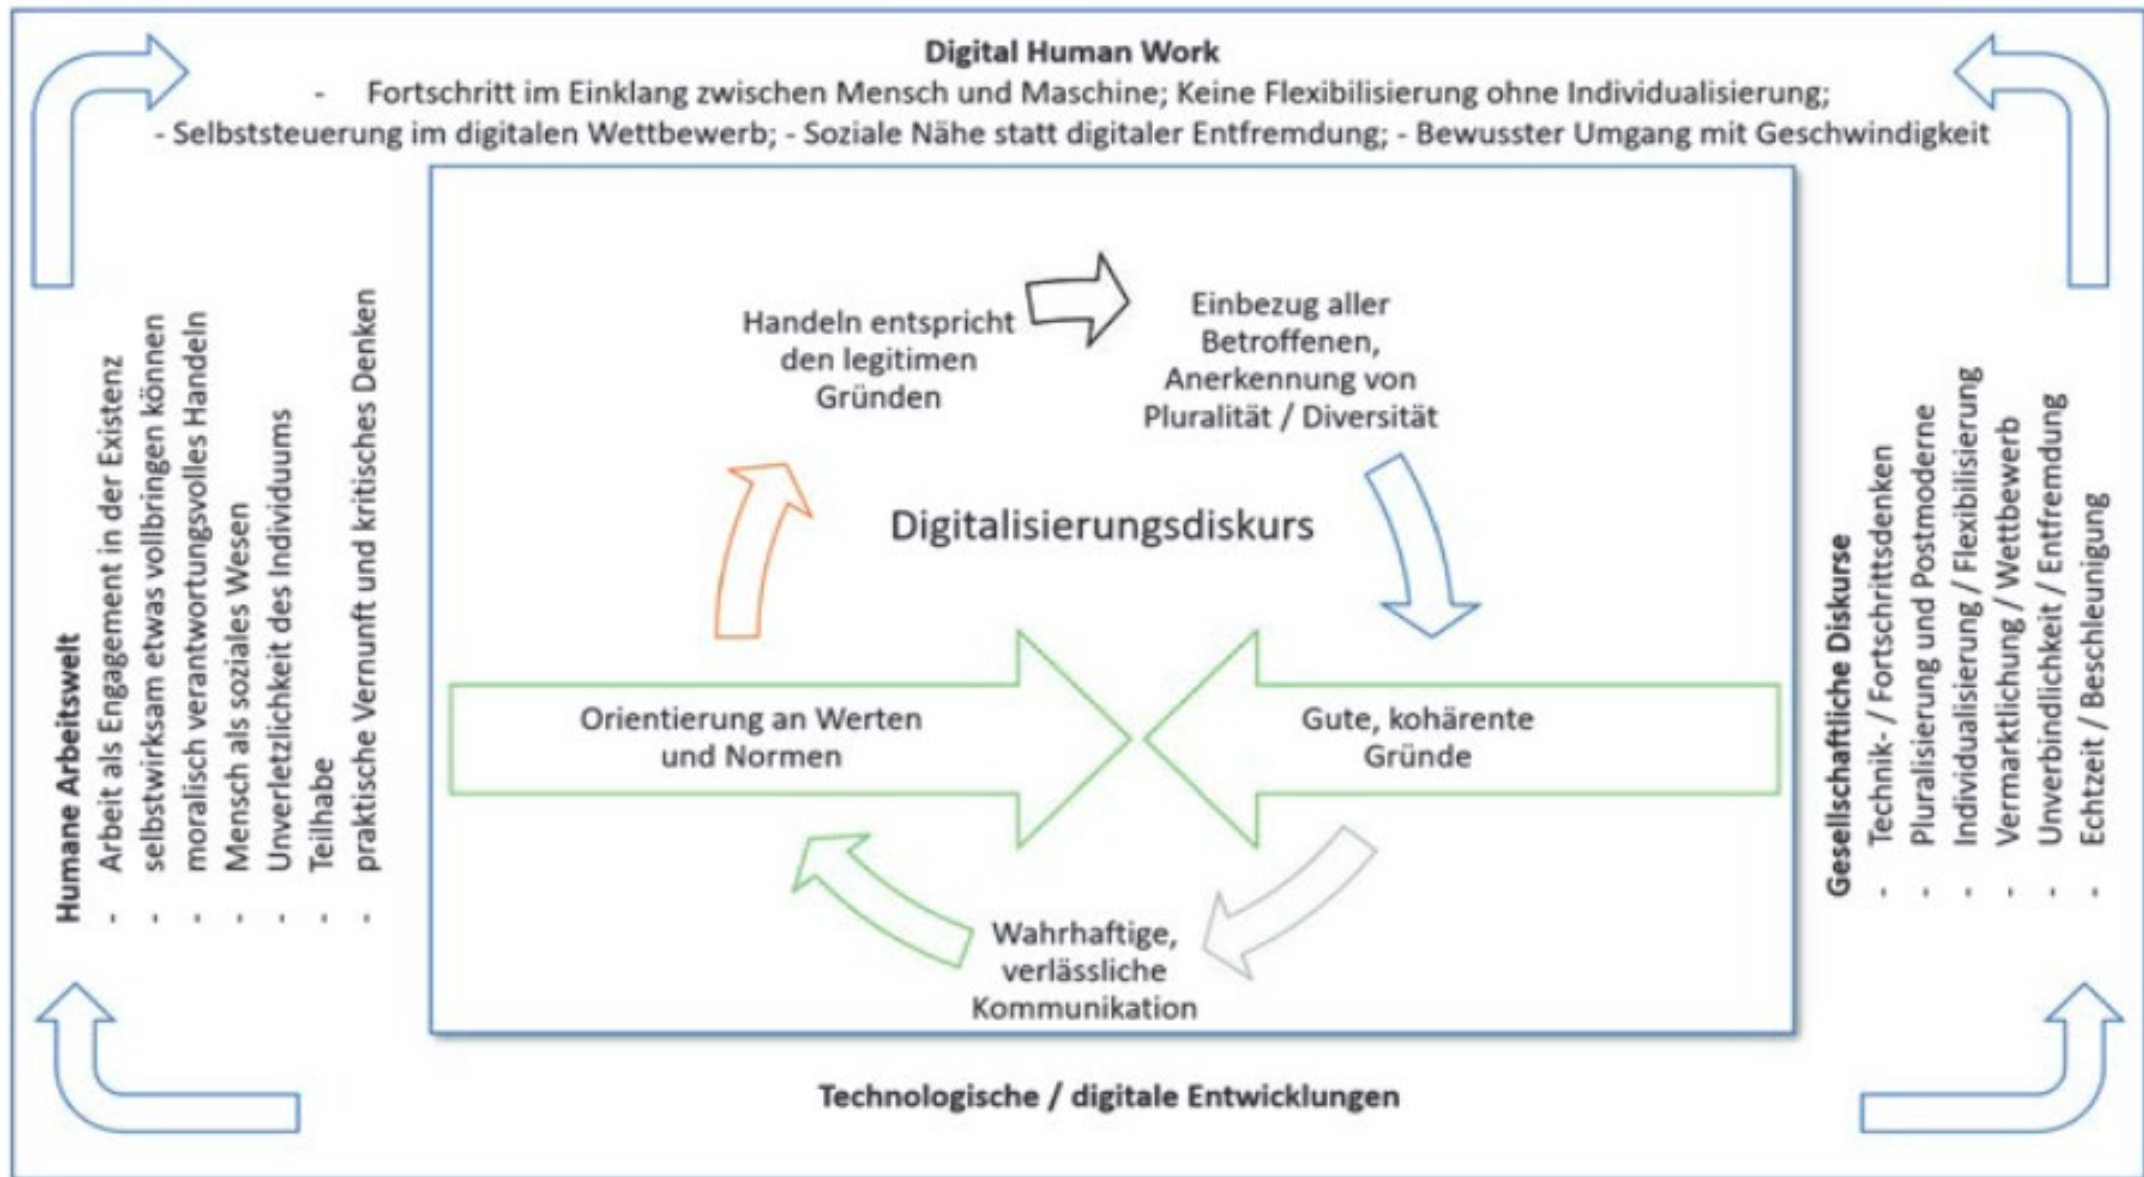 Digital Human Work
- Fortschritt im Einklang zwischen Mensch und Maschine; Keine Flexibilisierung ohne Individualisierung;
- Selbststeuerung im digitalen Wettbewerb; - Soziale Nähe statt digitaler Entfremdung; - Bewusster Umgang mit Geschwindigkeit
Humane Arbeitswelt
- Arbeit als Engagement in der Existenz
- selbstwirksam etwas vollbringen können
- moralisch verantwortungsvolles Handeln
- Mensch als soziales Wesen
- Unverletzlichkeit des Individuums
- Teilhabe
- praktische Vernunft und kritisches Denken
Handeln entspricht
den legitimen
Gründen
Einbezug aller
Betroffenen,
Anerkennung von
Pluralität / Diversität
Digitalisierungsdiskurs
Orientierung an Werten
und Normen
Gute, kohärente
Gründe
Wahrhaftige,
verlässliche
Kommunikation
Gesellschaftliche Diskurse
- Technik- / Fortschrittsdenken
- Pluralisierung und Postmoderne
- Individualisierung / Flexibilisierung
- Vermarktlichung / Wettbewerb
- Unverbindlichkeit / Entfremdung
- Echtzeit / Beschleunigung
Technologische / digitale Entwicklungen